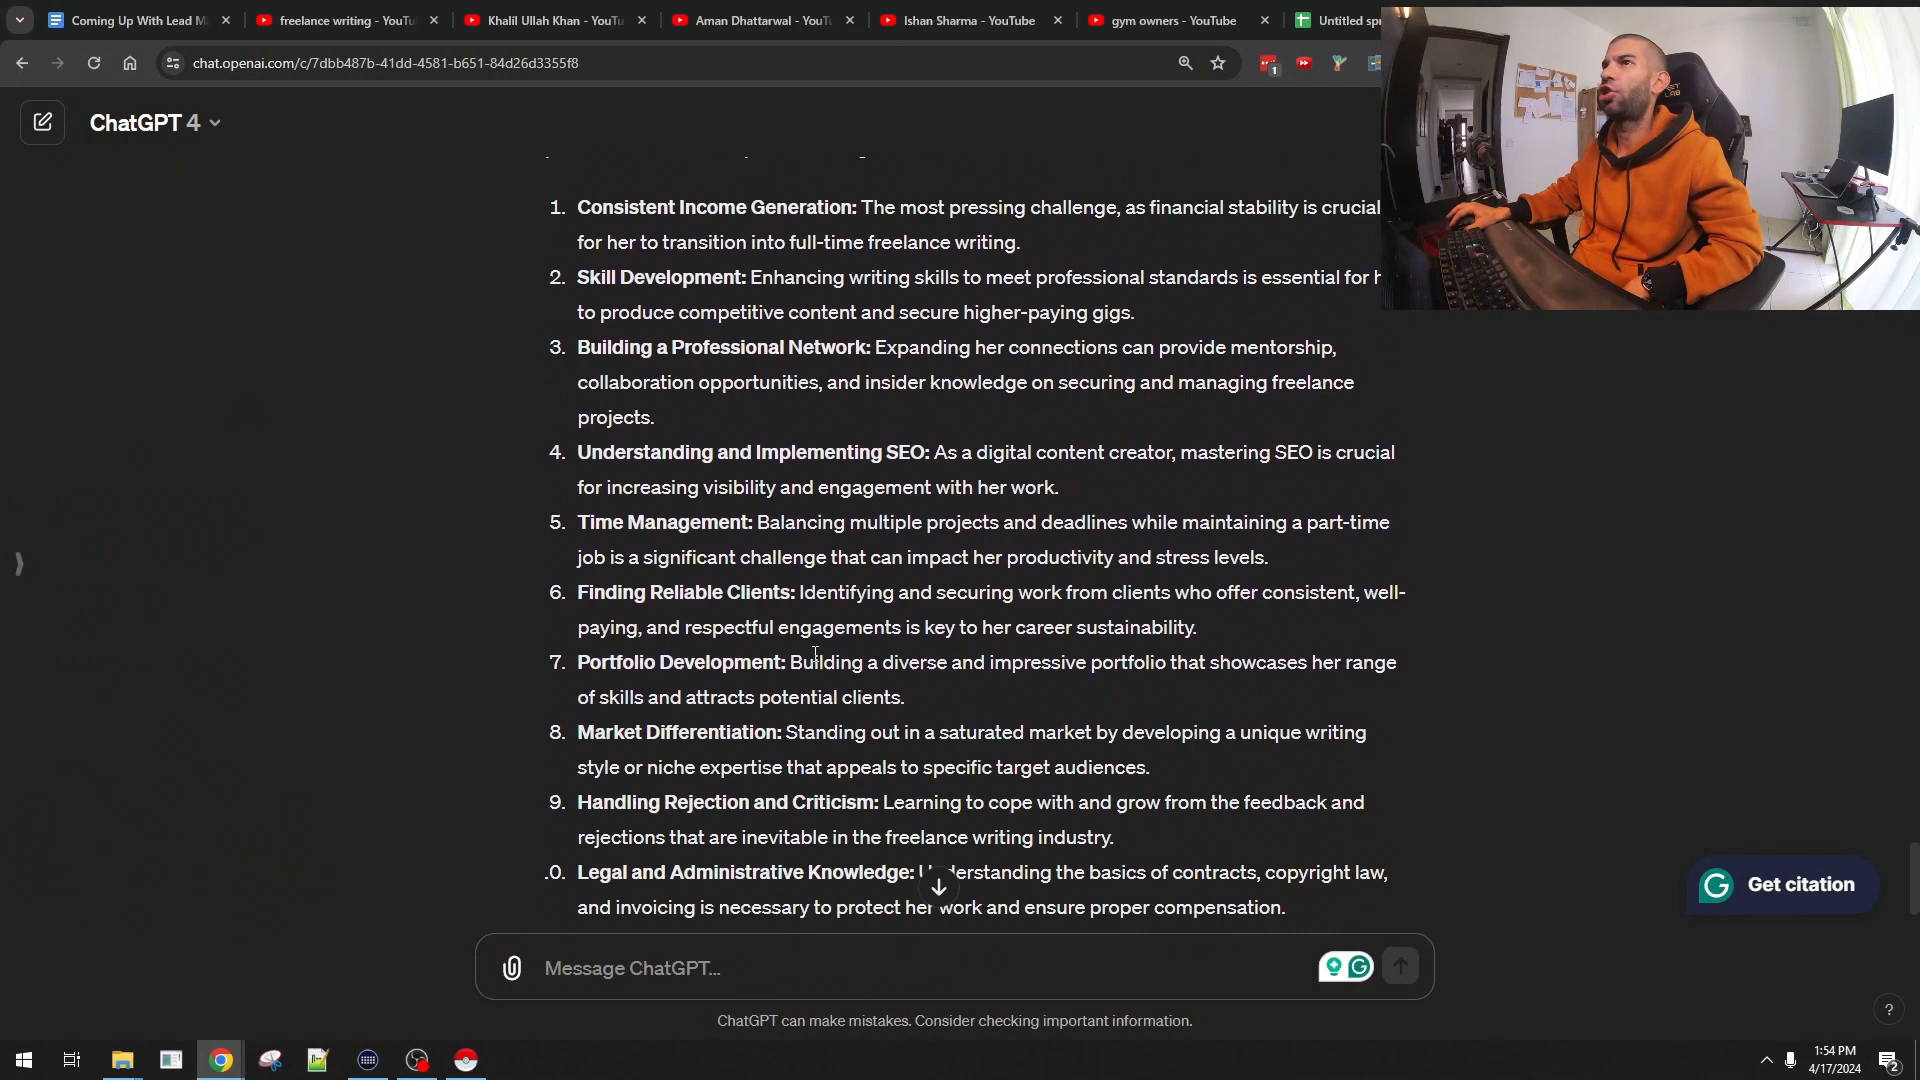 Coming Up With Lead M
freelance writing - YouTu
Khalil Ullah Khan - YouTu
Aman Dhattarwal - YouTu
Ishan Sharma - YouTube
gym owners - YouTube
Untitled spr
chat.openai.com/c/7dbb487b-41dd-4581-b651-84d26d3355f8
1
ChatGPT 4
1. Consistent Income Generation: The most pressing challenge, as financial stability is crucial
for her to transition into full-time freelance writing.
2. Skill Development: Enhancing writing skills to meet professional standards is essential for h
to produce competitive content and secure higher-paying gigs.
3. Building a Professional Network: Expanding her connections can provide mentorship,
collaboration opportunities, and insider knowledge on securing and managing freelance
projects.
4. Understanding and Implementing SEO: As a digital content creator, mastering SEO is crucial
for increasing visibility and engagement with her work.
5. Time Management: Balancing multiple projects and deadlines while maintaining a part-time
job is a significant challenge that can impact her productivity and stress levels.
6. Finding Reliable Clients: Identifying and securing work from clients who offer consistent, well-
paying, and respectful engagements is key to her career sustainability.
7. Portfolio Development: Building a diverse and impressive portfolio that showcases her range
of skills and attracts potential clients.
8. Market Differentiation: Standing out in a saturated market by developing a unique writing
style or niche expertise that appeals to specific target audiences.
9. Handling Rejection and Criticism: Learning to cope with and grow from the feedback and
rejections that are inevitable in the freelance writing industry.
.0. Legal and Administrative Knowledge: Understanding the basics of contracts, copyright law,
and invoicing is necessary to protect her work and ensure proper compensation.
Get citation
Message ChatGPT...
ChatGPT can make mistakes. Consider checking important information.
?
1:54 PM
4/17/2024
2